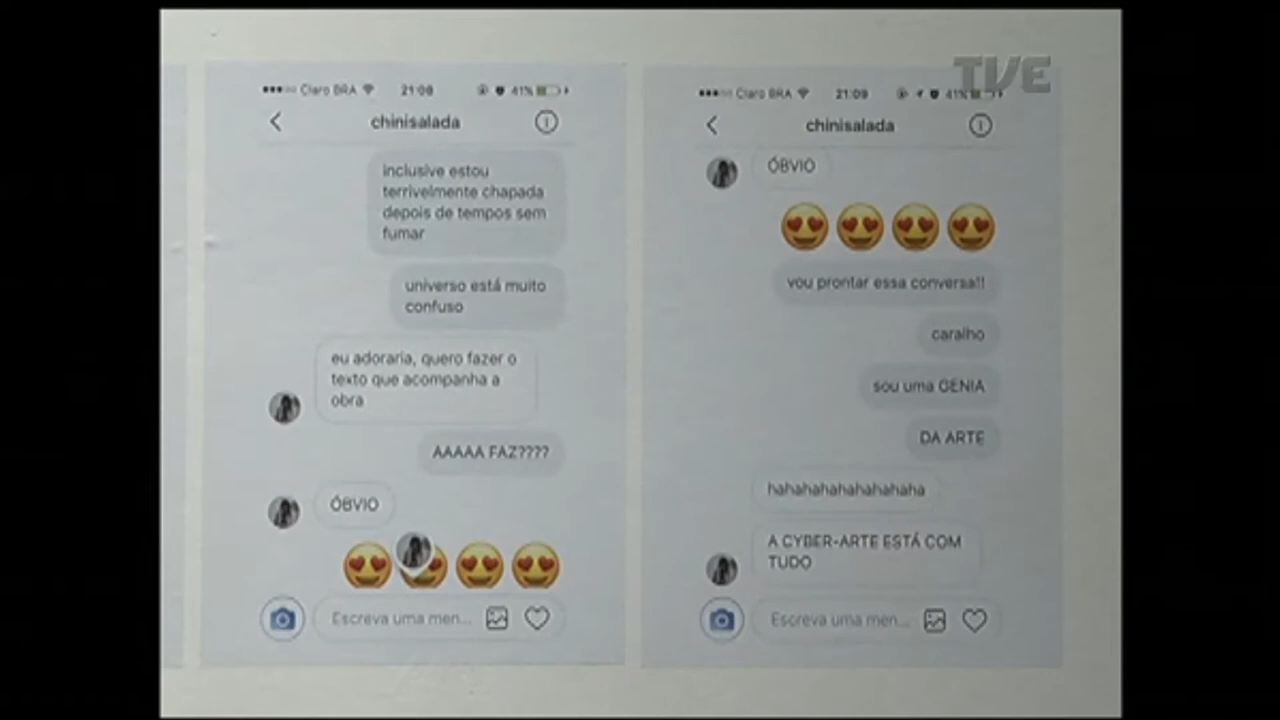 TVE
Claro BRA 21:08 41%
chinisalada
inclusive estou
terrivelmente chapada
depois de tempos sem
fumar
universo está muito
confuso
eu adoraria, quero fazer o
texto que acompanha a
obra
AAAAA FAZ????
ÓBVIO
Escreva uma men...
Claro BRA 21:09 41%
chinisalada
ÓBVIO
vou prontar essa conversa!!
caralho
sou uma GÊNIA
DA ARTE
hahahahahahahahaha
A CYBER-ARTE ESTÁ COM
TUDO
Escreva uma men...